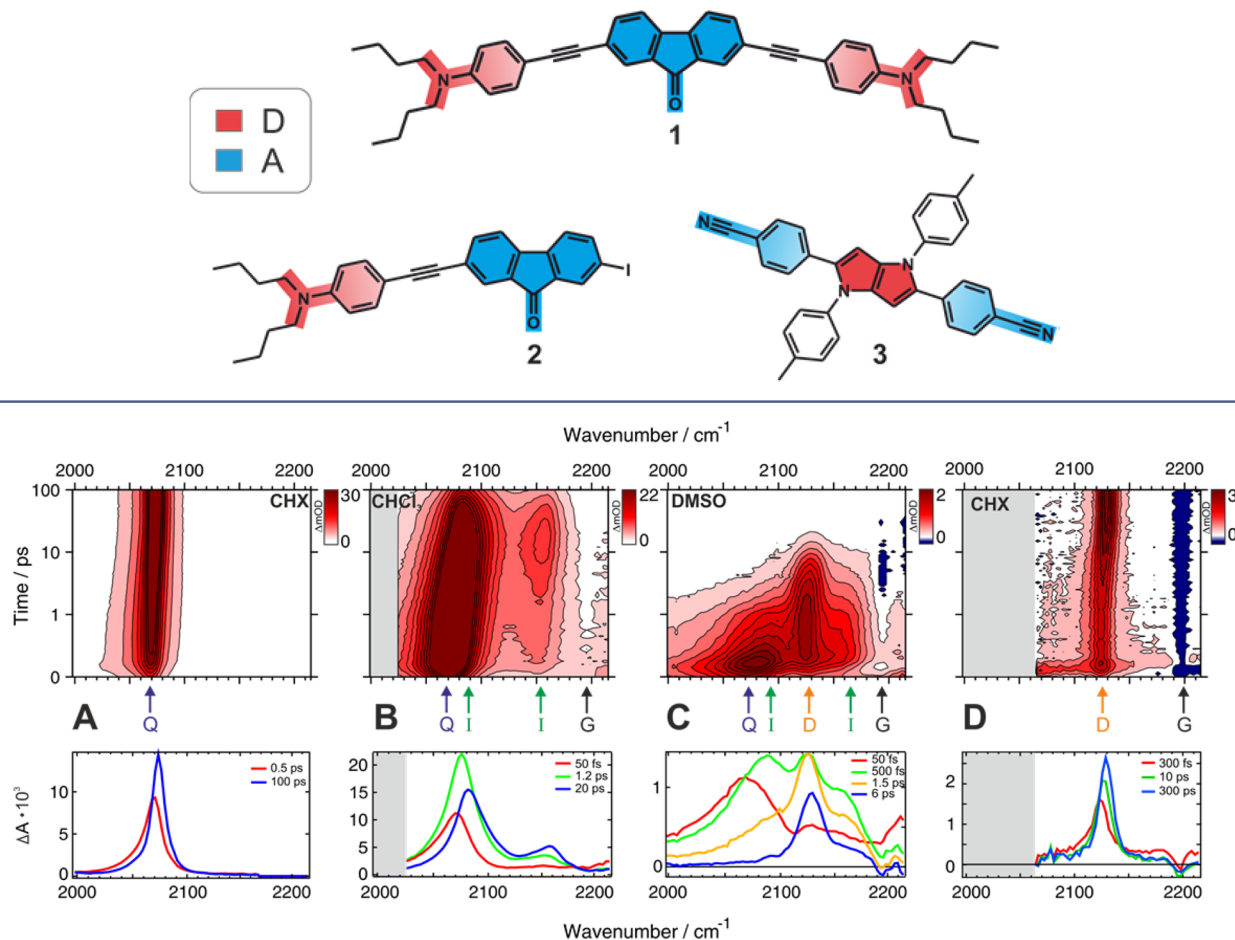 N
N
O
1
D
A
N
N
N
N
N
O
I
2
3
Wavenumber / cm⁻¹
2000 2100 2200 2000 2100 2200 2000 2100 2200 2000 2100 2200
Time / ps
100
10
1
0
CHX
ΔmOD
30
0
CHCl₃
ΔmOD
22
0
DMSO
ΔmOD
2
0
CHX
ΔmOD
3
0
A
Q
B
Q I I G
C
Q I D I G
D
D G
ΔA · 10³
10
5
0
0.5 ps
100 ps
2000 2100 2200
20
15
10
5
0
50 fs
1.2 ps
20 ps
2000 2100 2200
1
0
50 fs
500 fs
1.5 ps
6 ps
2000 2100 2200
2
1
0
300 fs
10 ps
300 ps
2000 2100 2200
Wavenumber / cm⁻¹